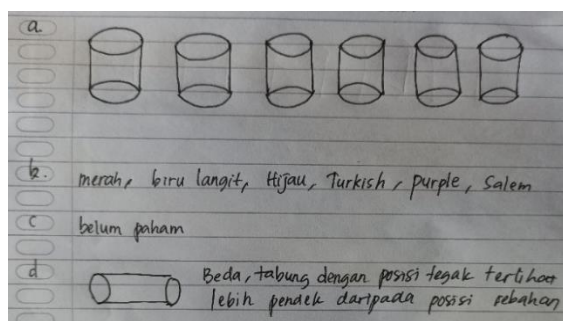 a
b. merah, biru langit, Hijau, Turkish, purple, Salem
c belum paham
d Beda, tabung dengan posisi tegak terlihat
lebih pendek daripada posisi rebahan